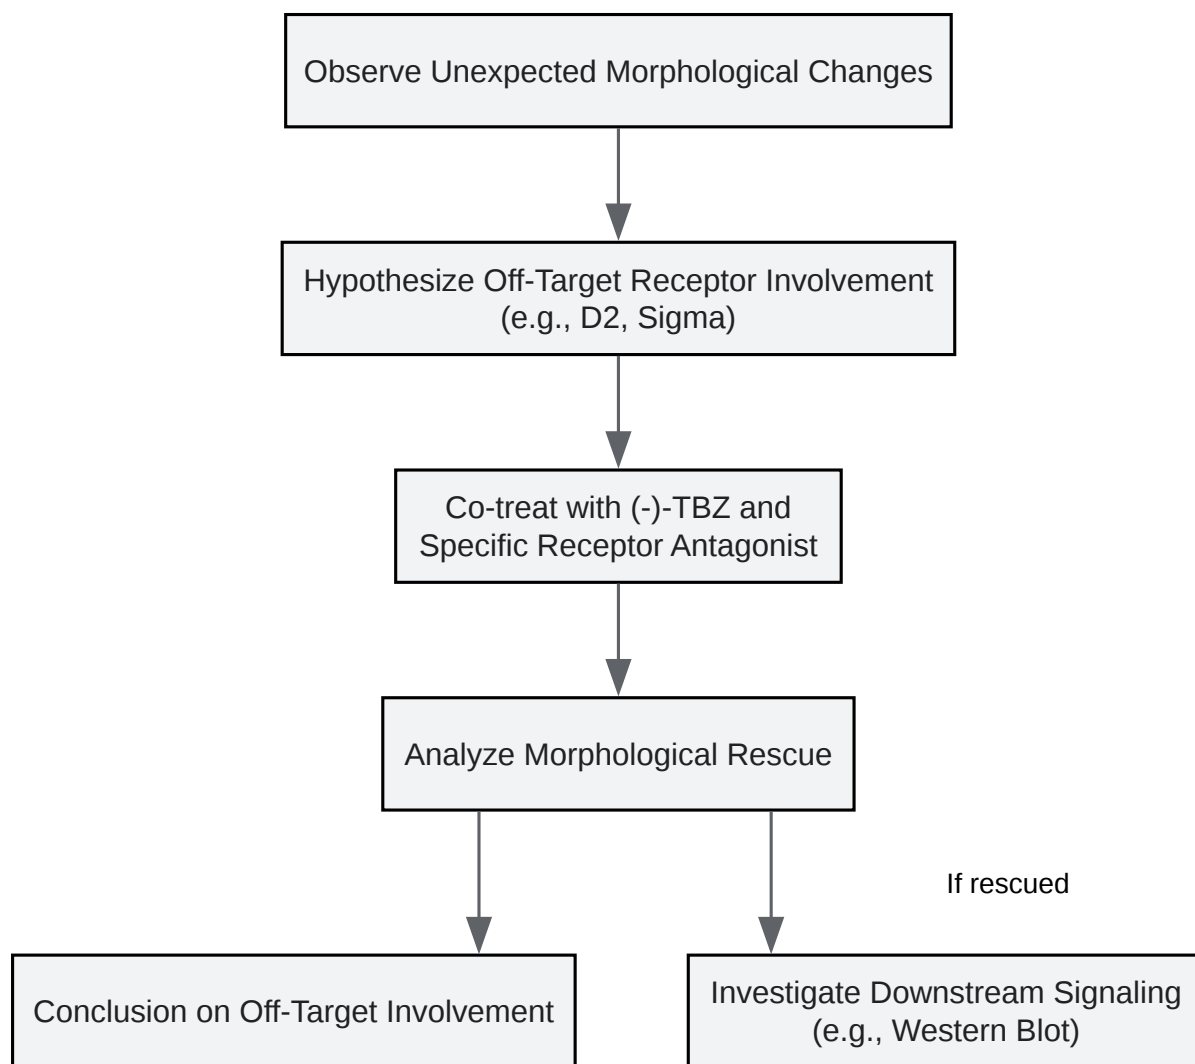 Observe Unexpected Morphological Changes
Hypothesize Off-Target Receptor Involvement
(e.g., D2, Sigma)
Co-treat with (-)-TBZ and
Specific Receptor Antagonist
Analyze Morphological Rescue
If rescued
Conclusion on Off-Target Involvement
Investigate Downstream Signaling
(e.g., Western Blot)